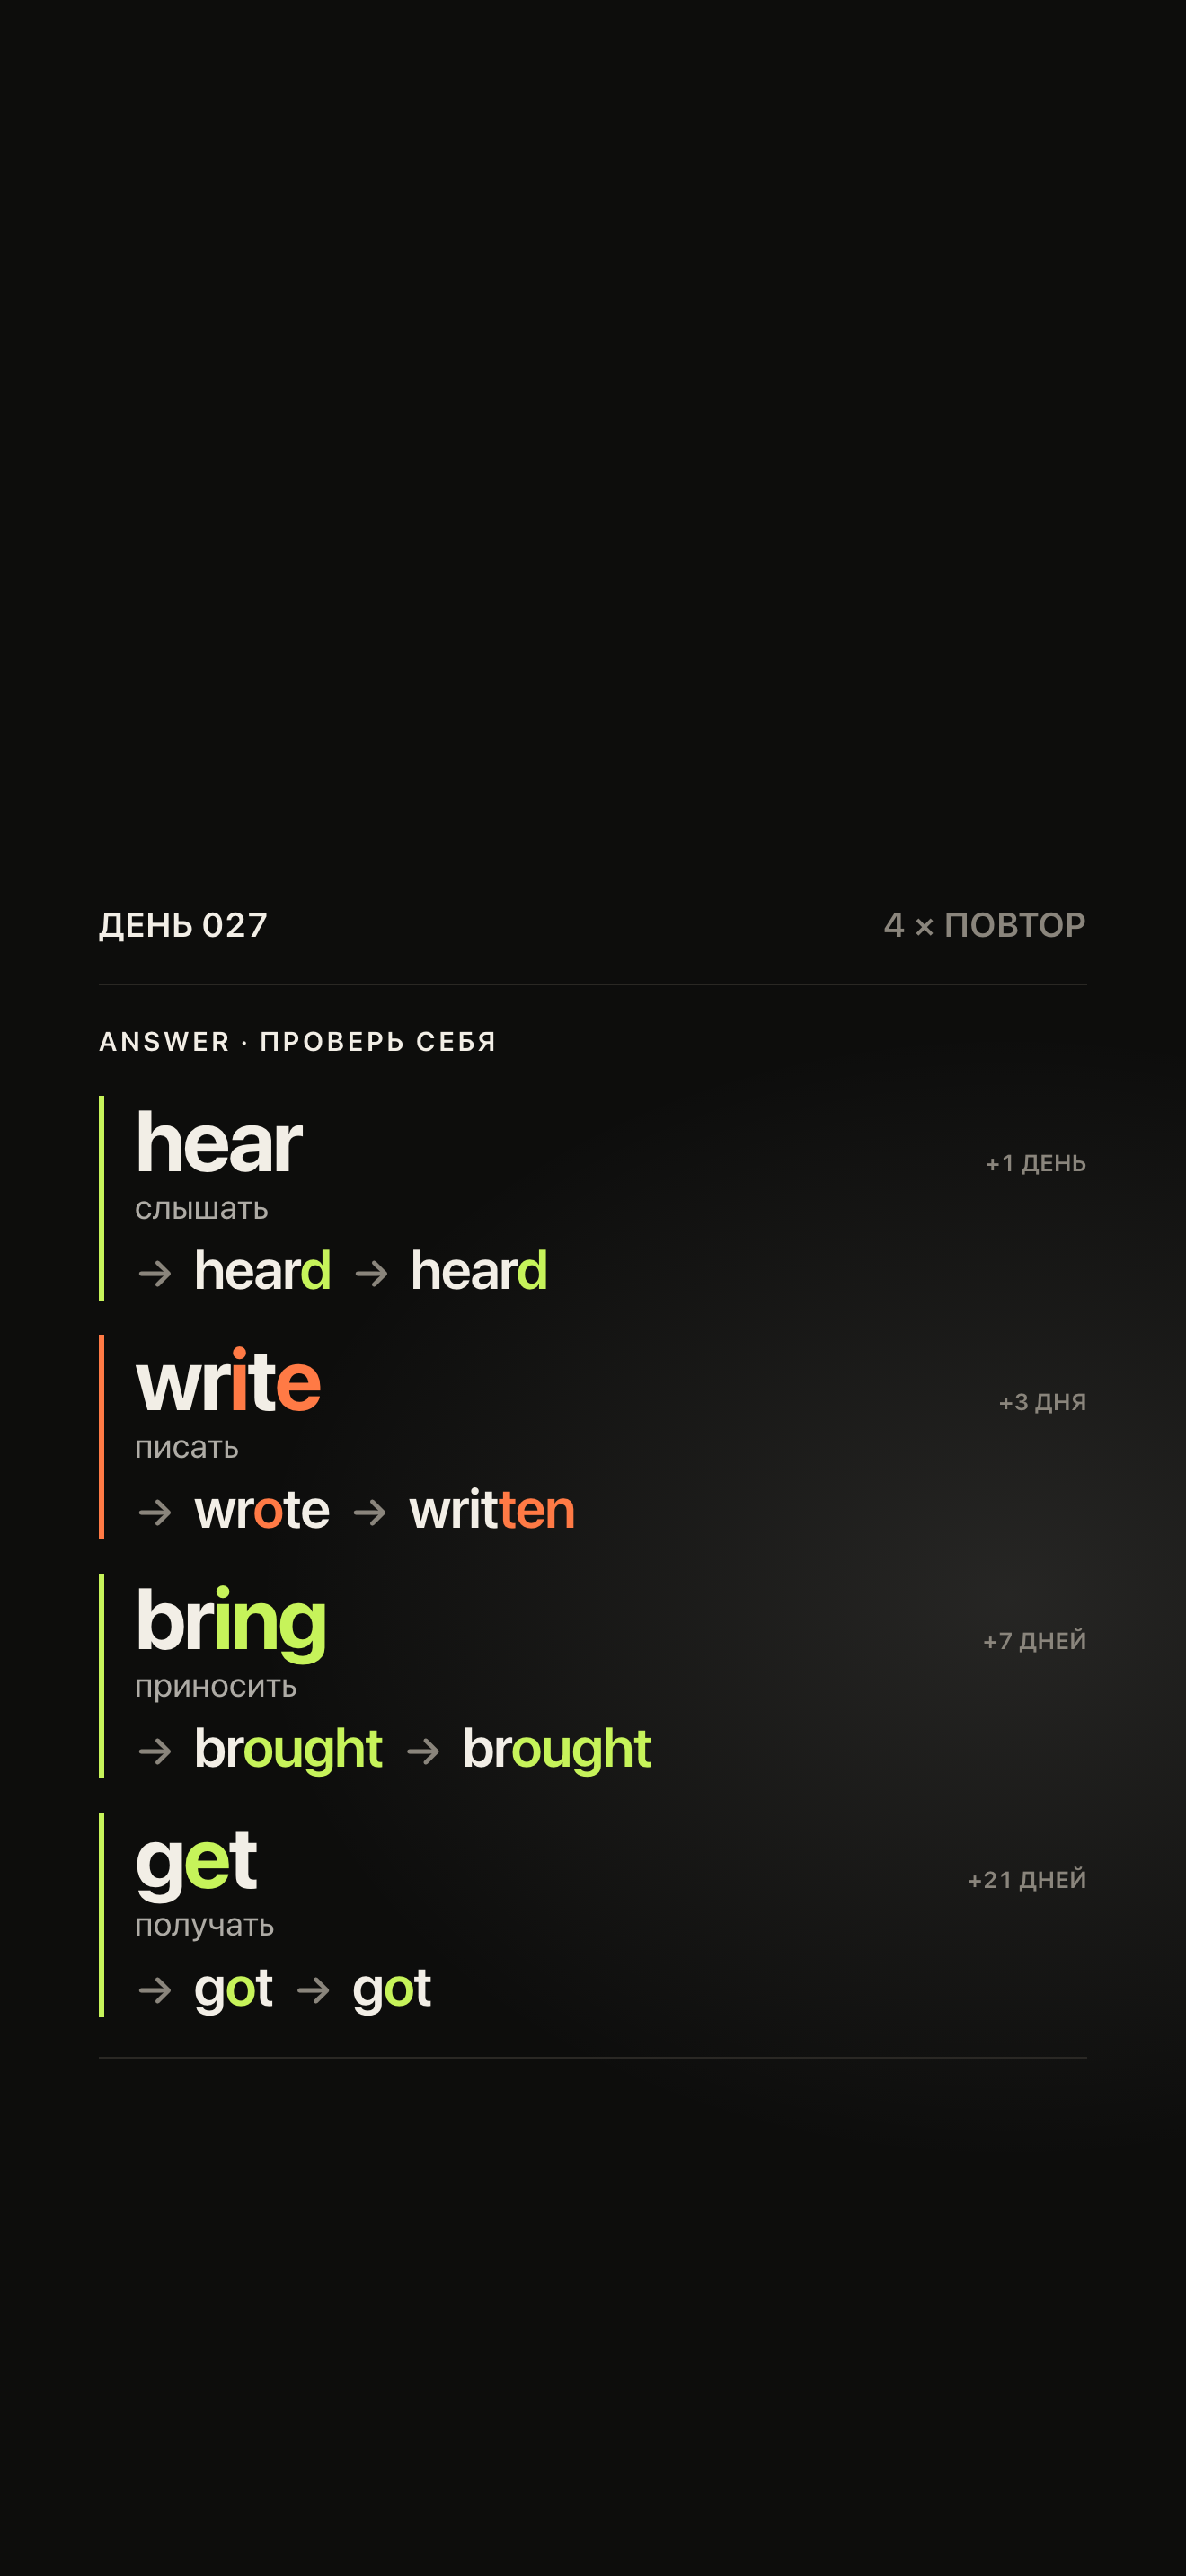 ДЕНЬ 027
4 × ПОВТОР
ANSWER · ПРОВЕРЬ СЕБЯ
hear
+1 ДЕНЬ
слышать
→ heard → heard
write
+3 ДНЯ
писать
→ wrote → written
bring
+7 ДНЕЙ
приносить
→ brought → brought
get
+21 ДНЕЙ
получать
→ got → got